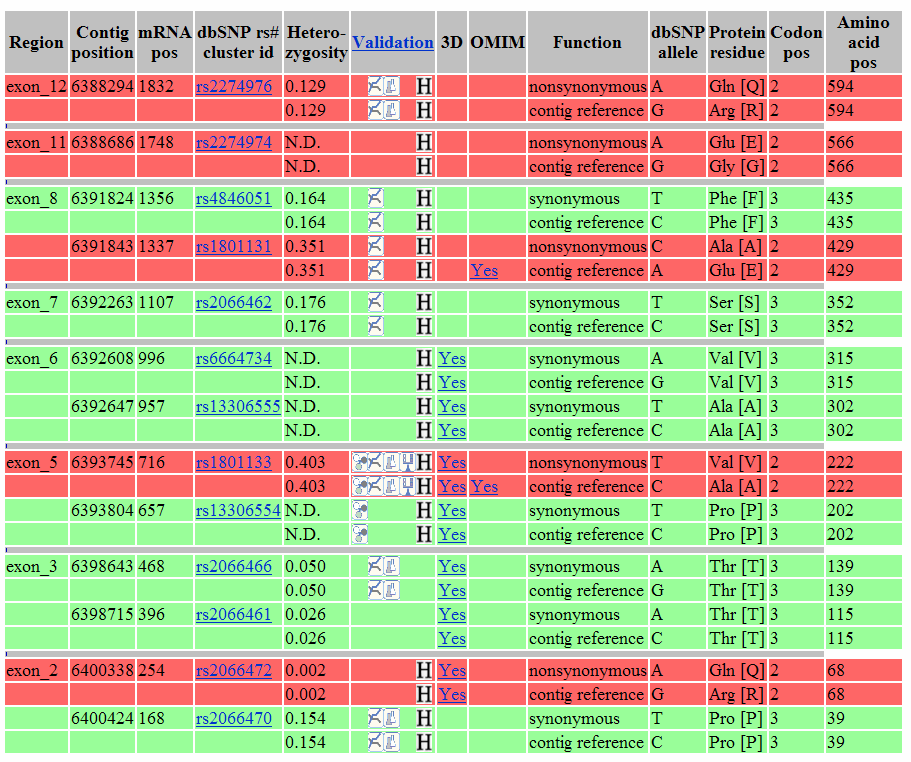 Region Contig position mRNA pos dbSNP rs# cluster id Hetero-zygosity Validation 3D OMIM Function dbSNP allele Protein residue Codon pos Amino acid pos
exon_12 6388294 1832 rs2274976 0.129 H nonsynonymous A Gln [Q] 2 594
0.129 H contig reference G Arg [R] 2 594
exon_11 6388686 1748 rs2274974 N.D. H nonsynonymous A Glu [E] 2 566
N.D. H contig reference G Gly [G] 2 566
exon_8 6391824 1356 rs4846051 0.164 H synonymous T Phe [F] 3 435
0.164 H contig reference C Phe [F] 3 435
6391843 1337 rs1801131 0.351 H nonsynonymous C Ala [A] 2 429
0.351 H Yes contig reference A Glu [E] 2 429
exon_7 6392263 1107 rs2066462 0.176 H synonymous T Ser [S] 3 352
0.176 H contig reference C Ser [S] 3 352
exon_6 6392608 996 rs6664734 N.D. H Yes synonymous A Val [V] 3 315
N.D. H Yes contig reference G Val [V] 3 315
6392647 957 rs13306555 N.D. H Yes synonymous T Ala [A] 3 302
N.D. H Yes contig reference C Ala [A] 3 302
exon_5 6393745 716 rs1801133 0.403 H Yes nonsynonymous T Val [V] 2 222
0.403 H Yes Yes contig reference C Ala [A] 2 222
6393804 657 rs13306554 N.D. H Yes synonymous T Pro [P] 3 202
N.D. H Yes contig reference C Pro [P] 3 202
exon_3 6398643 468 rs2066466 0.050 Yes synonymous A Thr [T] 3 139
0.050 Yes contig reference G Thr [T] 3 139
6398715 396 rs2066461 0.026 Yes synonymous A Thr [T] 3 115
0.026 Yes contig reference C Thr [T] 3 115
exon_2 6400338 254 rs2066472 0.002 H Yes nonsynonymous A Gln [Q] 2 68
0.002 H Yes contig reference G Arg [R] 2 68
6400424 168 rs2066470 0.154 H synonymous T Pro [P] 3 39
0.154 H contig reference C Pro [P] 3 39